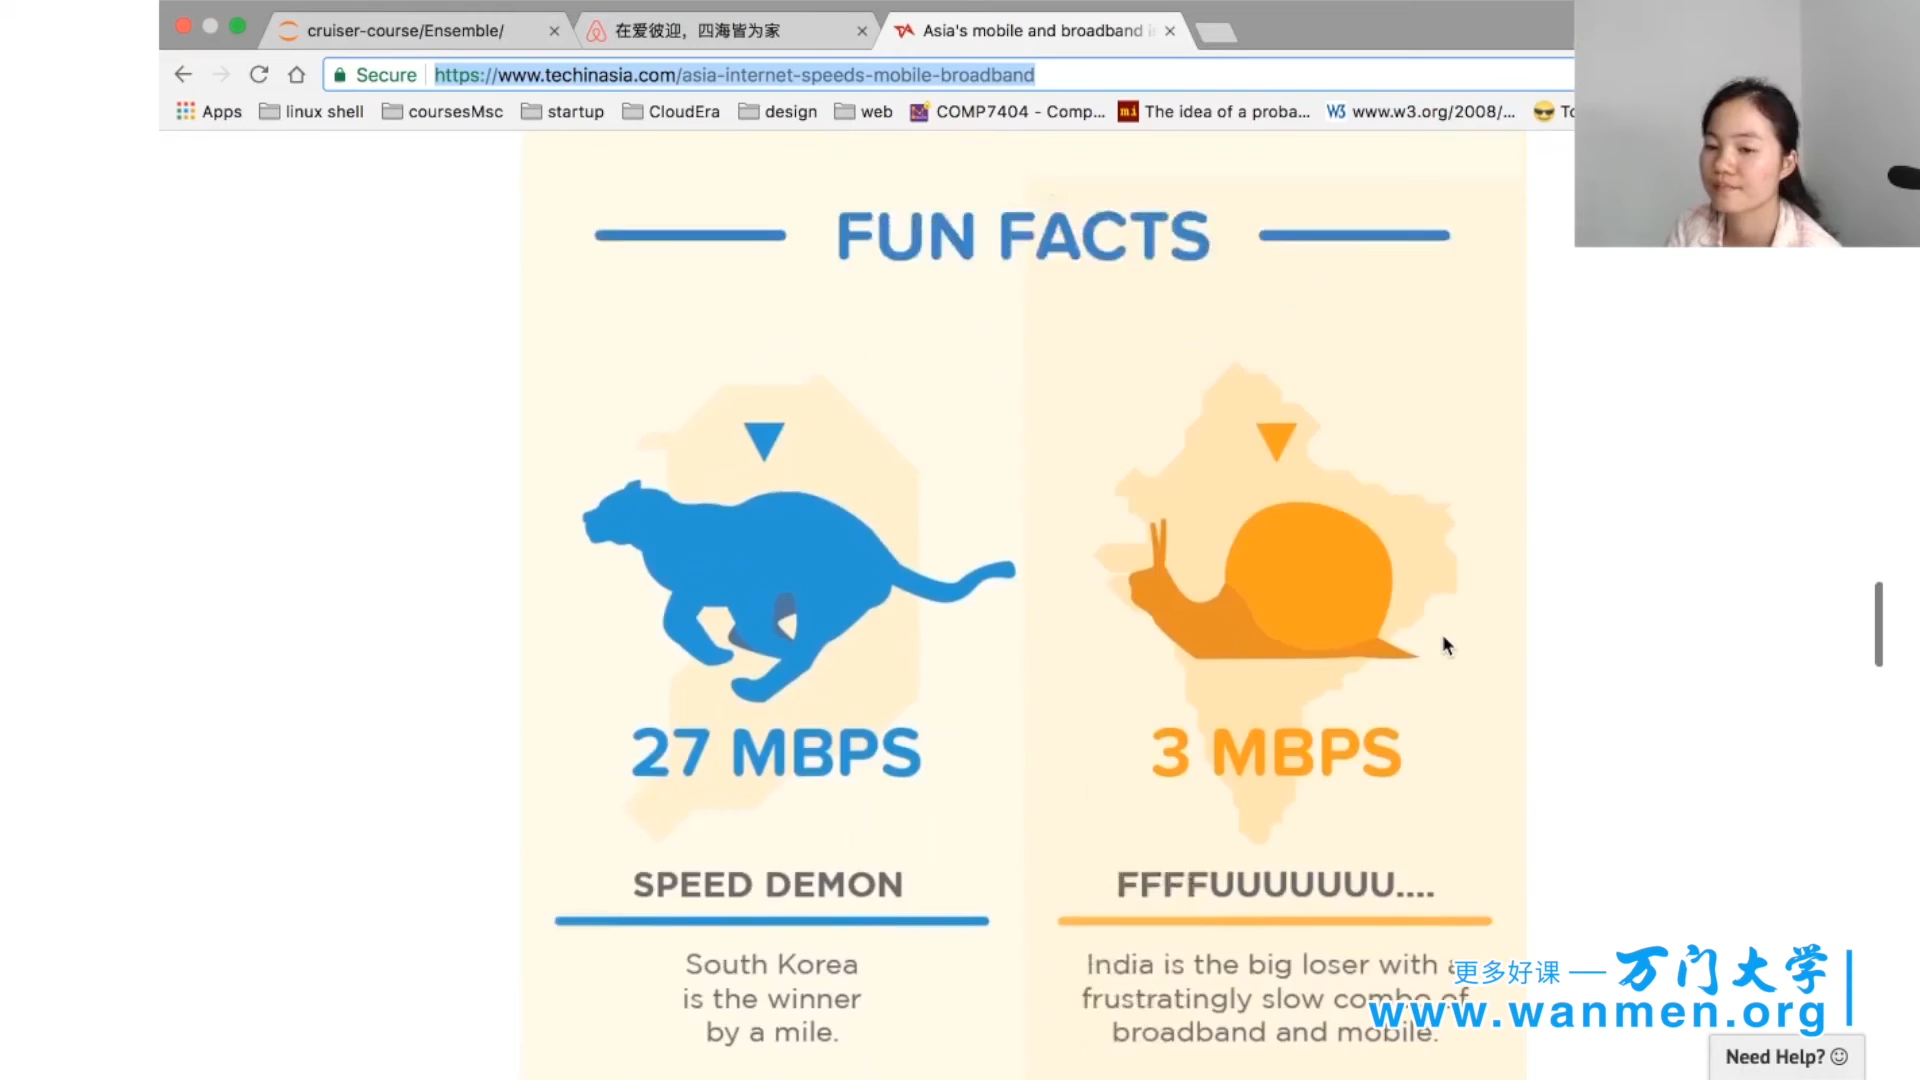 cruiser-course/Ensemble/
在爱彼迎，四海皆为家
Asia's mobile and broadband
Secure
https://www.techinasia.com/asia-internet-speeds-mobile-broadband
Apps
linux shell
coursesMsc
startup
CloudEra
design
web
COMP7404 - Comp...
mi
The idea of a proba...
W3
www.w3.org/2008/...
FUN FACTS
27 MBPS
3 MBPS
SPEED DEMON
FFFFUUUUUUU....
South Korea
is the winner
by a mile.
India is the big loser with
frustratingly slow combo of
broadband and mobile.
更多好课 — 万门大学
www.wanmen.org
Need Help?